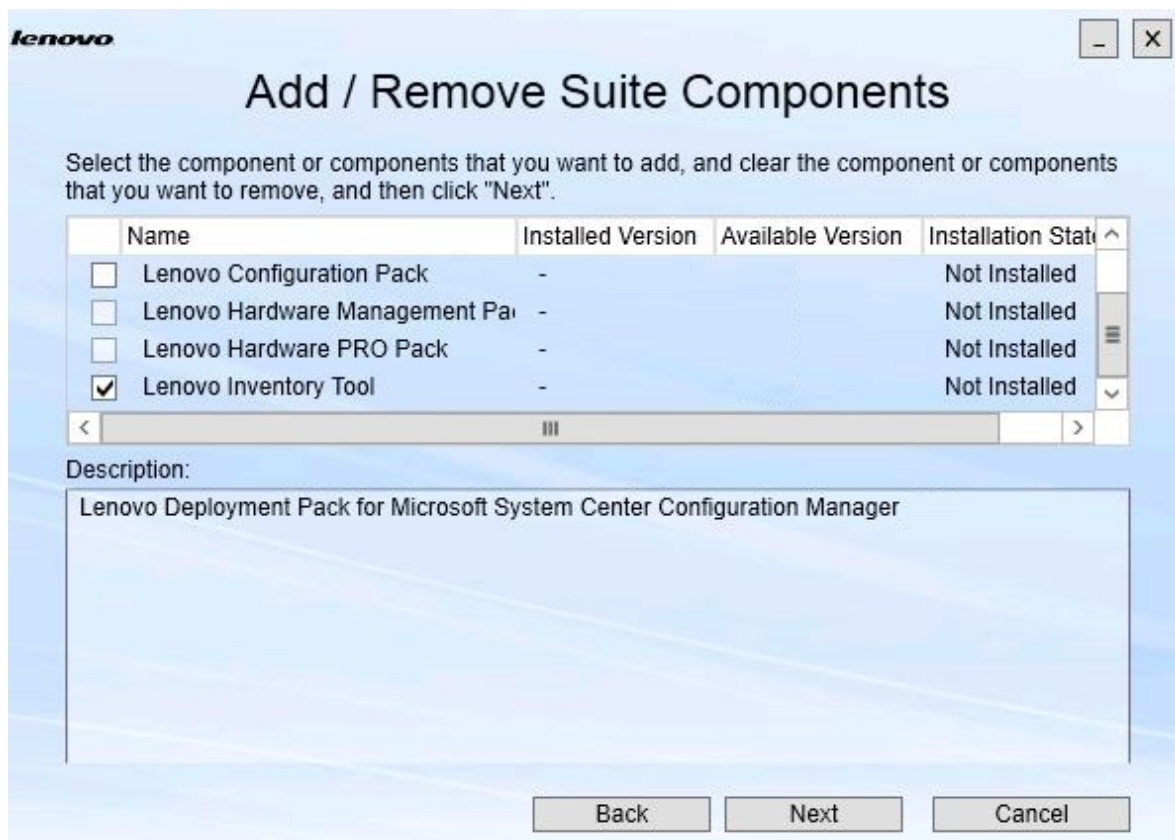 lenovo
Add / Remove Suite Components
Select the component or components that you want to add, and clear the component or components
that you want to remove, and then click "Next".
Name Installed Version Available Version Installation State
Lenovo Configuration Pack - Not Installed
Lenovo Hardware Management Pa - Not Installed
Lenovo Hardware PRO Pack - Not Installed
Lenovo Inventory Tool - Not Installed
Description:
Lenovo Deployment Pack for Microsoft System Center Configuration Manager
Back Next Cancel